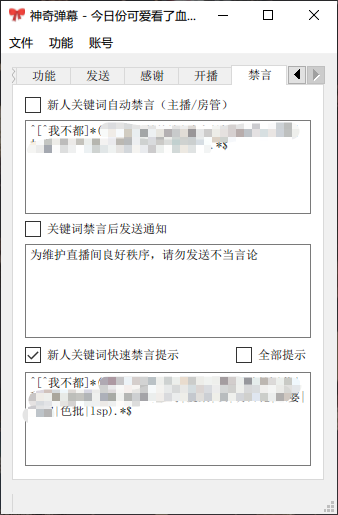 神奇弹幕 - 今日份可爱看了血...
文件 功能 账号
功能 发送 感谢 开播 禁言
新人关键词自动禁言（主播/房管）
^[^我不都]*(
.*$
关键词禁言后发送通知
为维护直播间良好秩序，请勿发送不当言论
新人关键词快速禁言提示 全部提示
^[^我不都]*(
|
|色批|lsp).*$